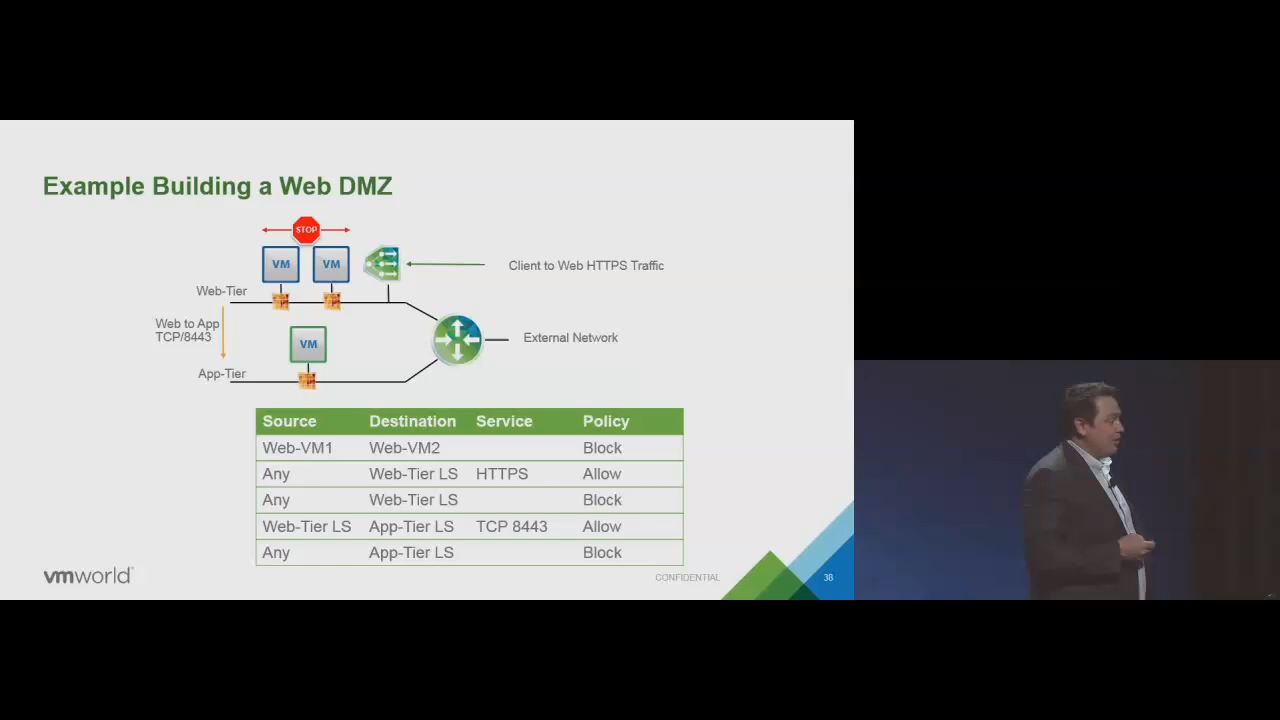 Example Building a Web DMZ
STOP
VM VM
Client to Web HTTPS Traffic
Web-Tier
Web to App
TCP/8443
VM
External Network
App-Tier
Source Destination Service Policy
Web-VM1 Web-VM2 Block
Any Web-Tier LS HTTPS Allow
Any Web-Tier LS Block
Web-Tier LS App-Tier LS TCP 8443 Allow
Any App-Tier LS Block
vmworld
CONFIDENTIAL
38